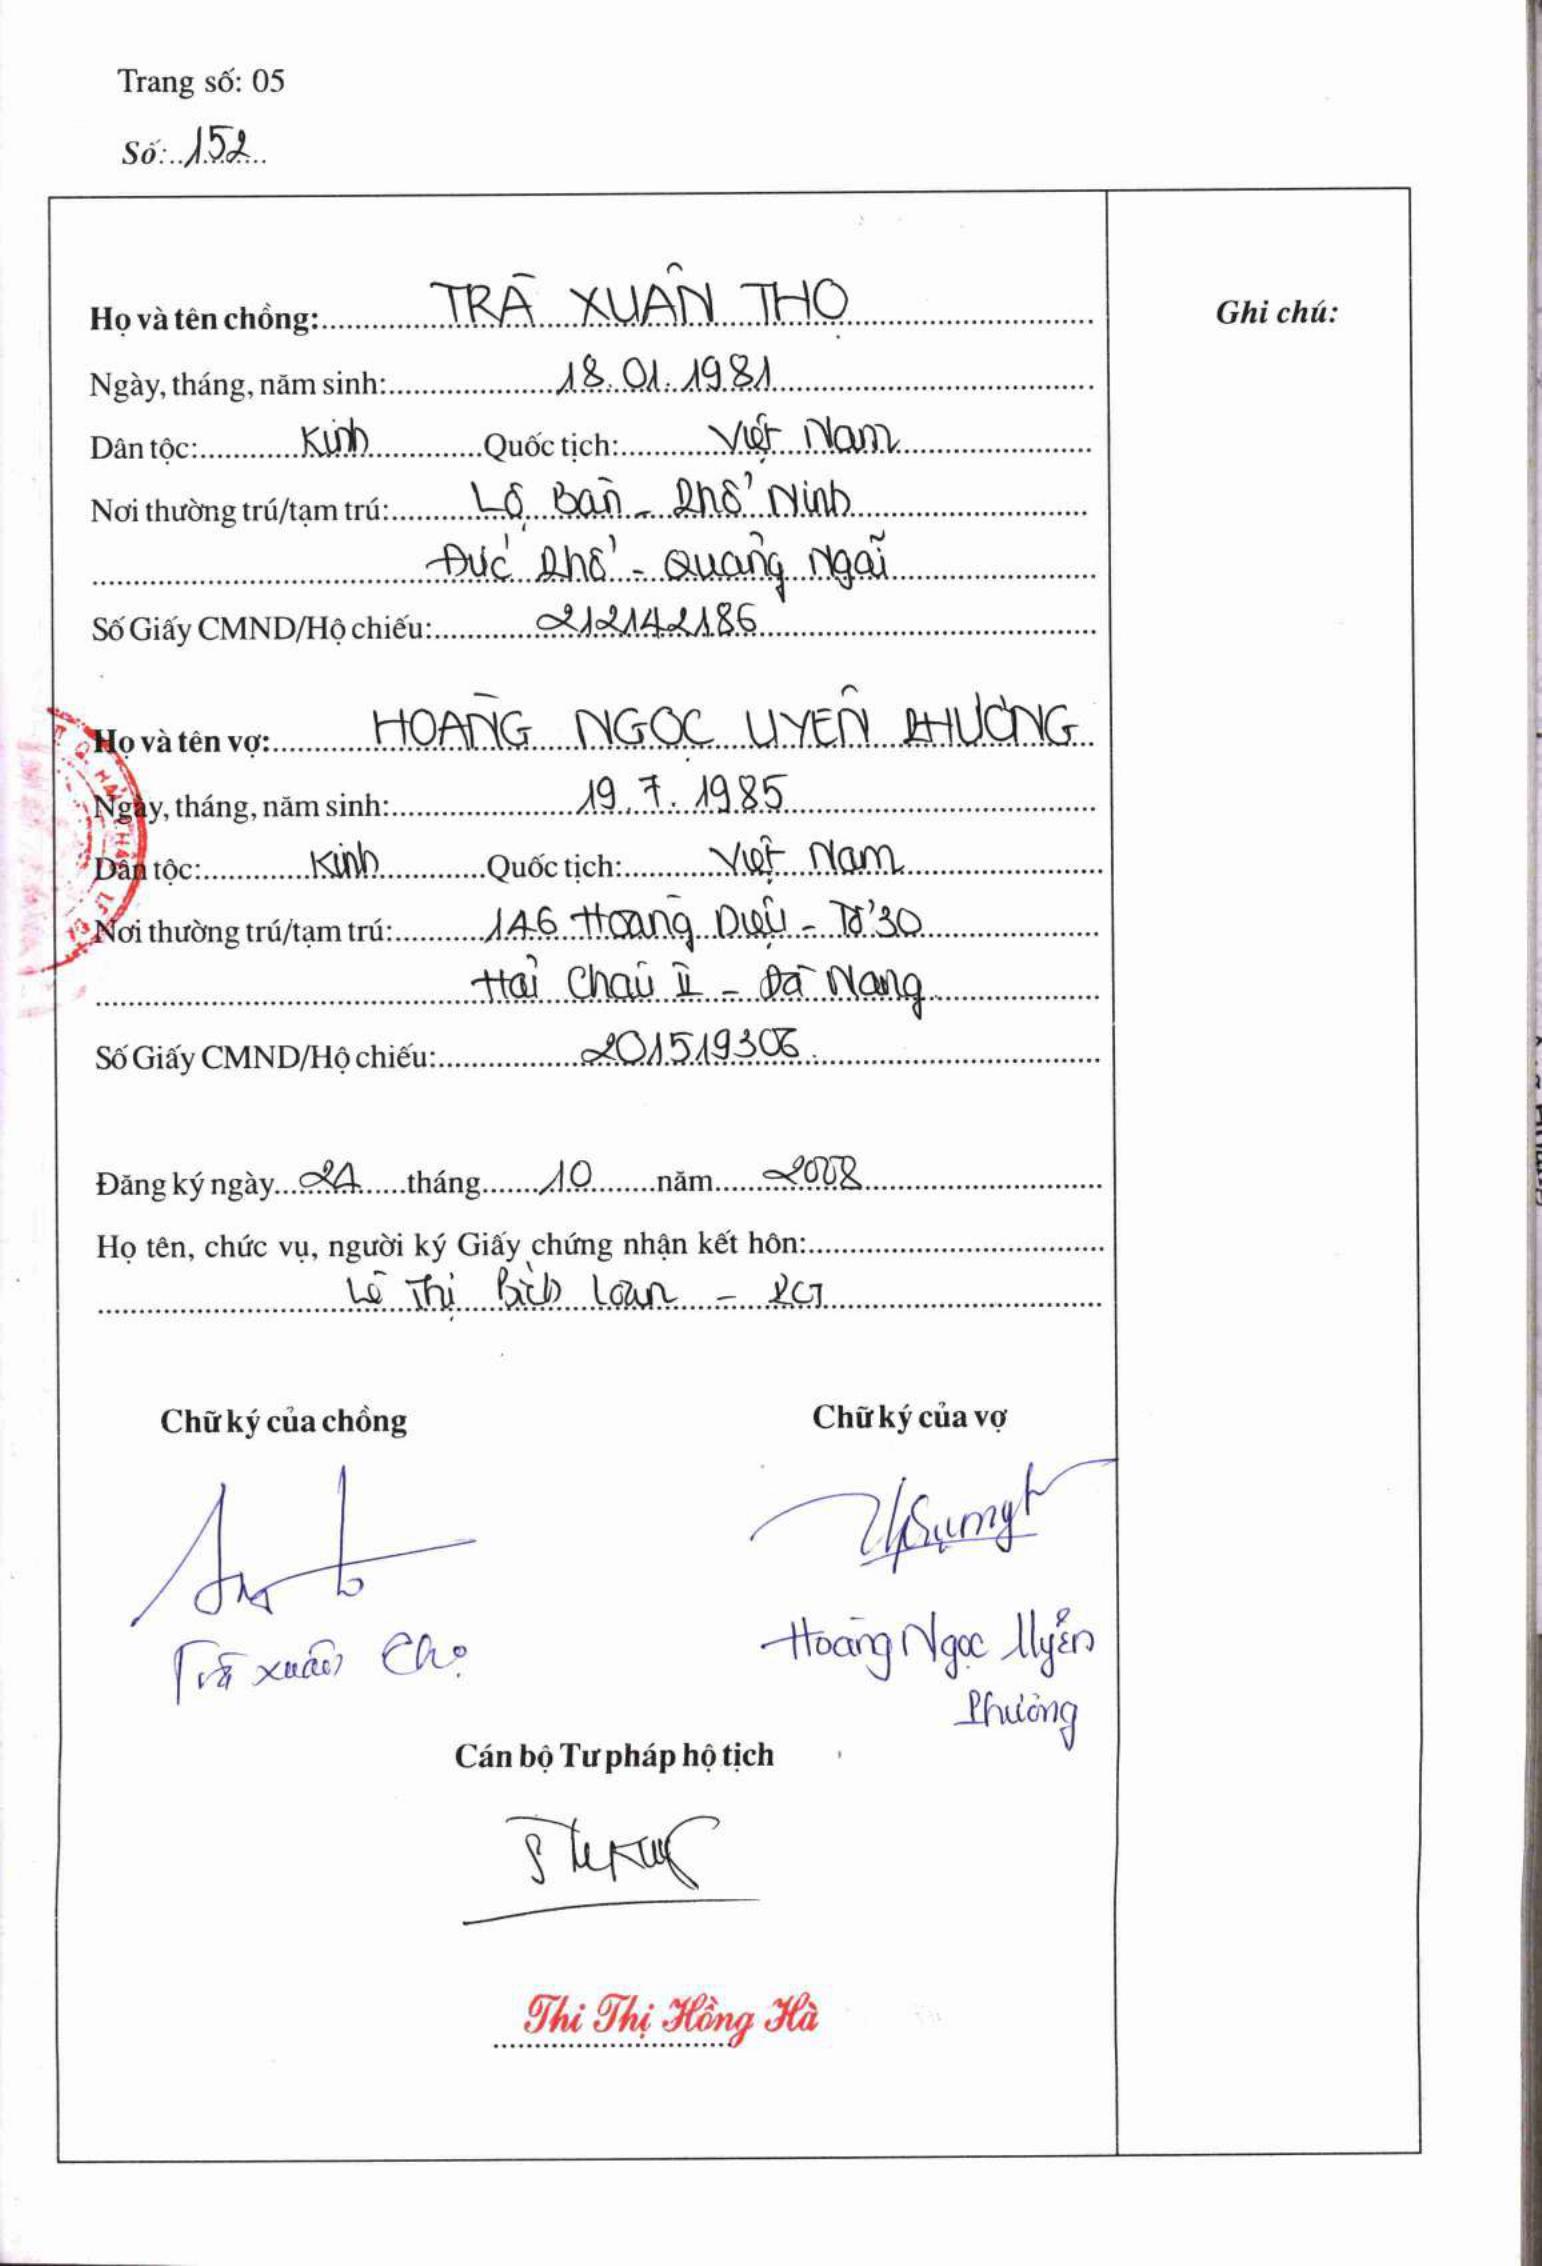 Trang số: 05
Số: 152
Họ và tên chồng: TRÀ XUÂN THỌ
Ghi chú:
Ngày, tháng, năm sinh: 18.01.1981
Dân tộc: Kinh Quốc tịch: Việt Nam
Nơi thường trú/tạm trú: Lộ Bàn - Phổ Ninh
Đức Phổ - Quảng Ngãi
Số Giấy CMND/Hộ chiếu: 212142186
Họ và tên vợ: HOÀNG NGỌC UYÊN PHƯƠNG
Ngày, tháng, năm sinh: 19.7.1985
Dân tộc: Kinh Quốc tịch: Việt Nam
Nơi thường trú/tạm trú: 146 Hoàng Diệu - Tổ 30
Hải Châu II - Đà Nẵng
Số Giấy CMND/Hộ chiếu: 201519306
Đăng ký ngày 24 tháng 10 năm 2008
Họ tên, chức vụ, người ký Giấy chứng nhận kết hôn:
Lê Thị Bích Loan - PCT
Chữ ký của chồng Chữ ký của vợ
Trà Xuân Thọ
Hoàng Ngọc Uyên
Phương
Cán bộ Tư pháp hộ tịch
Thi Thị Hồng Hà